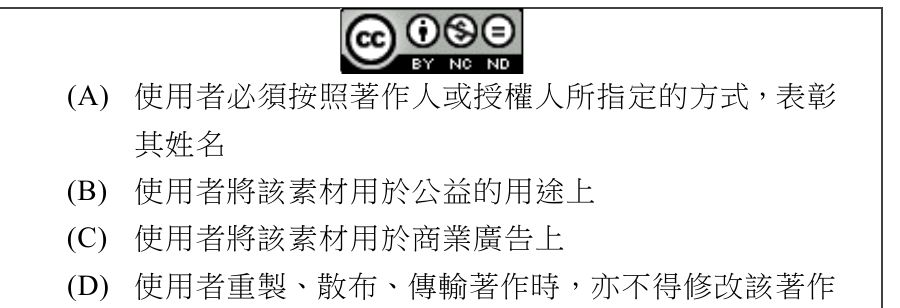 cc
BY NC ND
(A) 使用者必須按照著作人或授權人所指定的方式，表彰
其姓名
(B) 使用者將該素材用於公益的用途上
(C) 使用者將該素材用於商業廣告上
(D) 使用者重製、散布、傳輸著作時，亦不得修改該著作